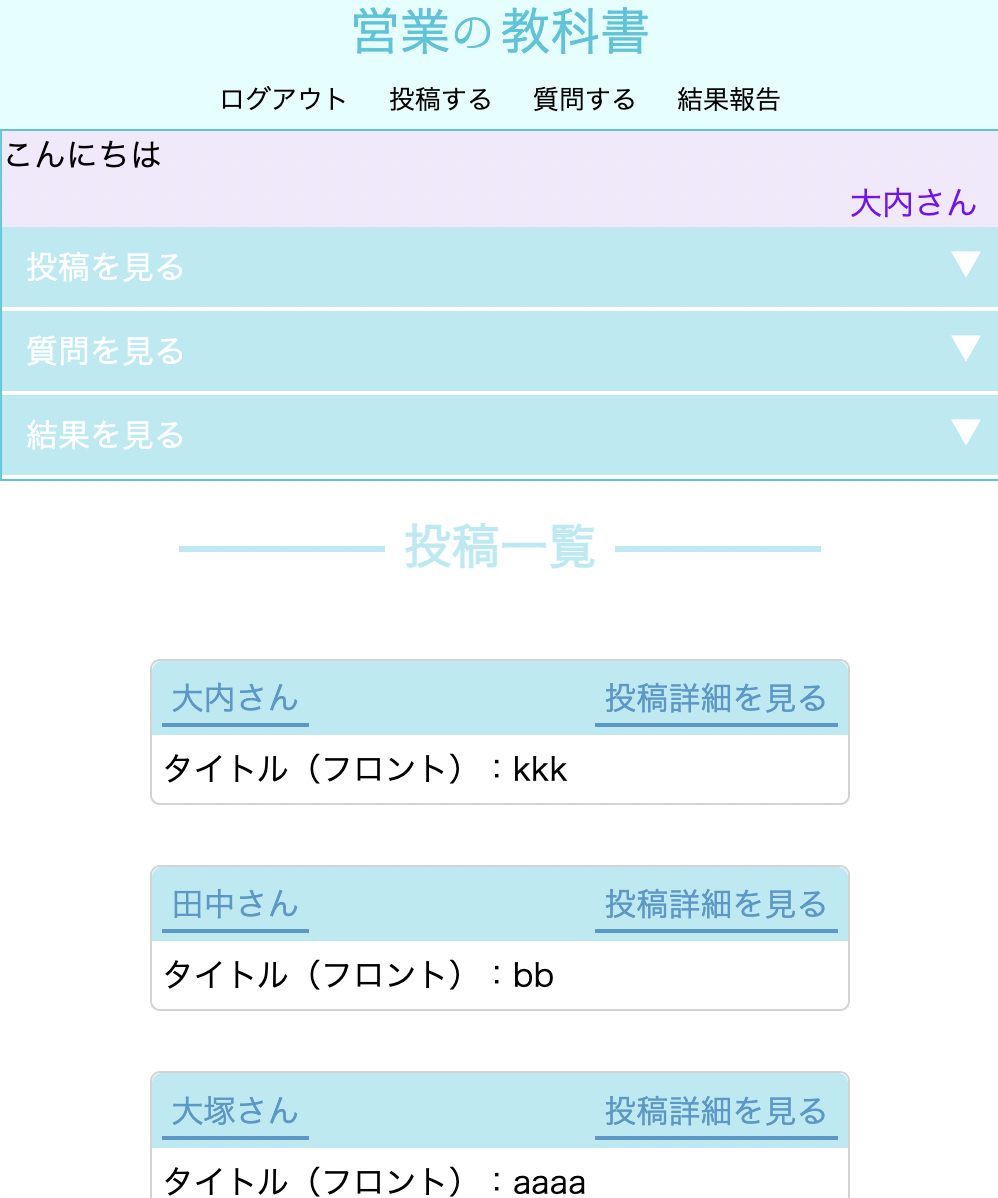 営業の教科書
ログアウト 投稿する 質問する 結果報告
こんにちは
大内さん
投稿を見る ▼
質問を見る ▼
結果を見る ▼
投稿一覧
大内さん 投稿詳細を見る
タイトル（フロント）：kkk
田中さん 投稿詳細を見る
タイトル（フロント）：bb
大塚さん 投稿詳細を見る
タイトル（フロント）：aaaa